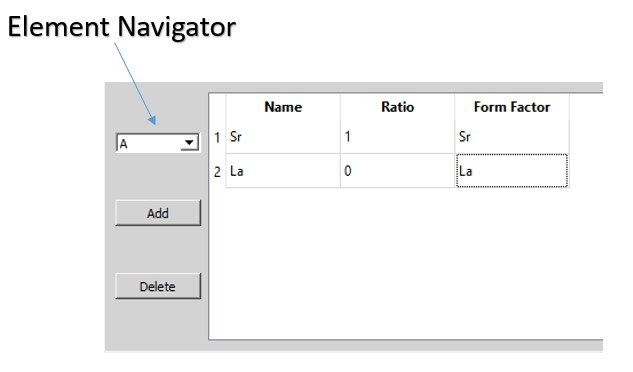 Element Navigator
Name Ratio Form Factor
A
1 Sr 1 Sr
2 La 0 La
Add
Delete